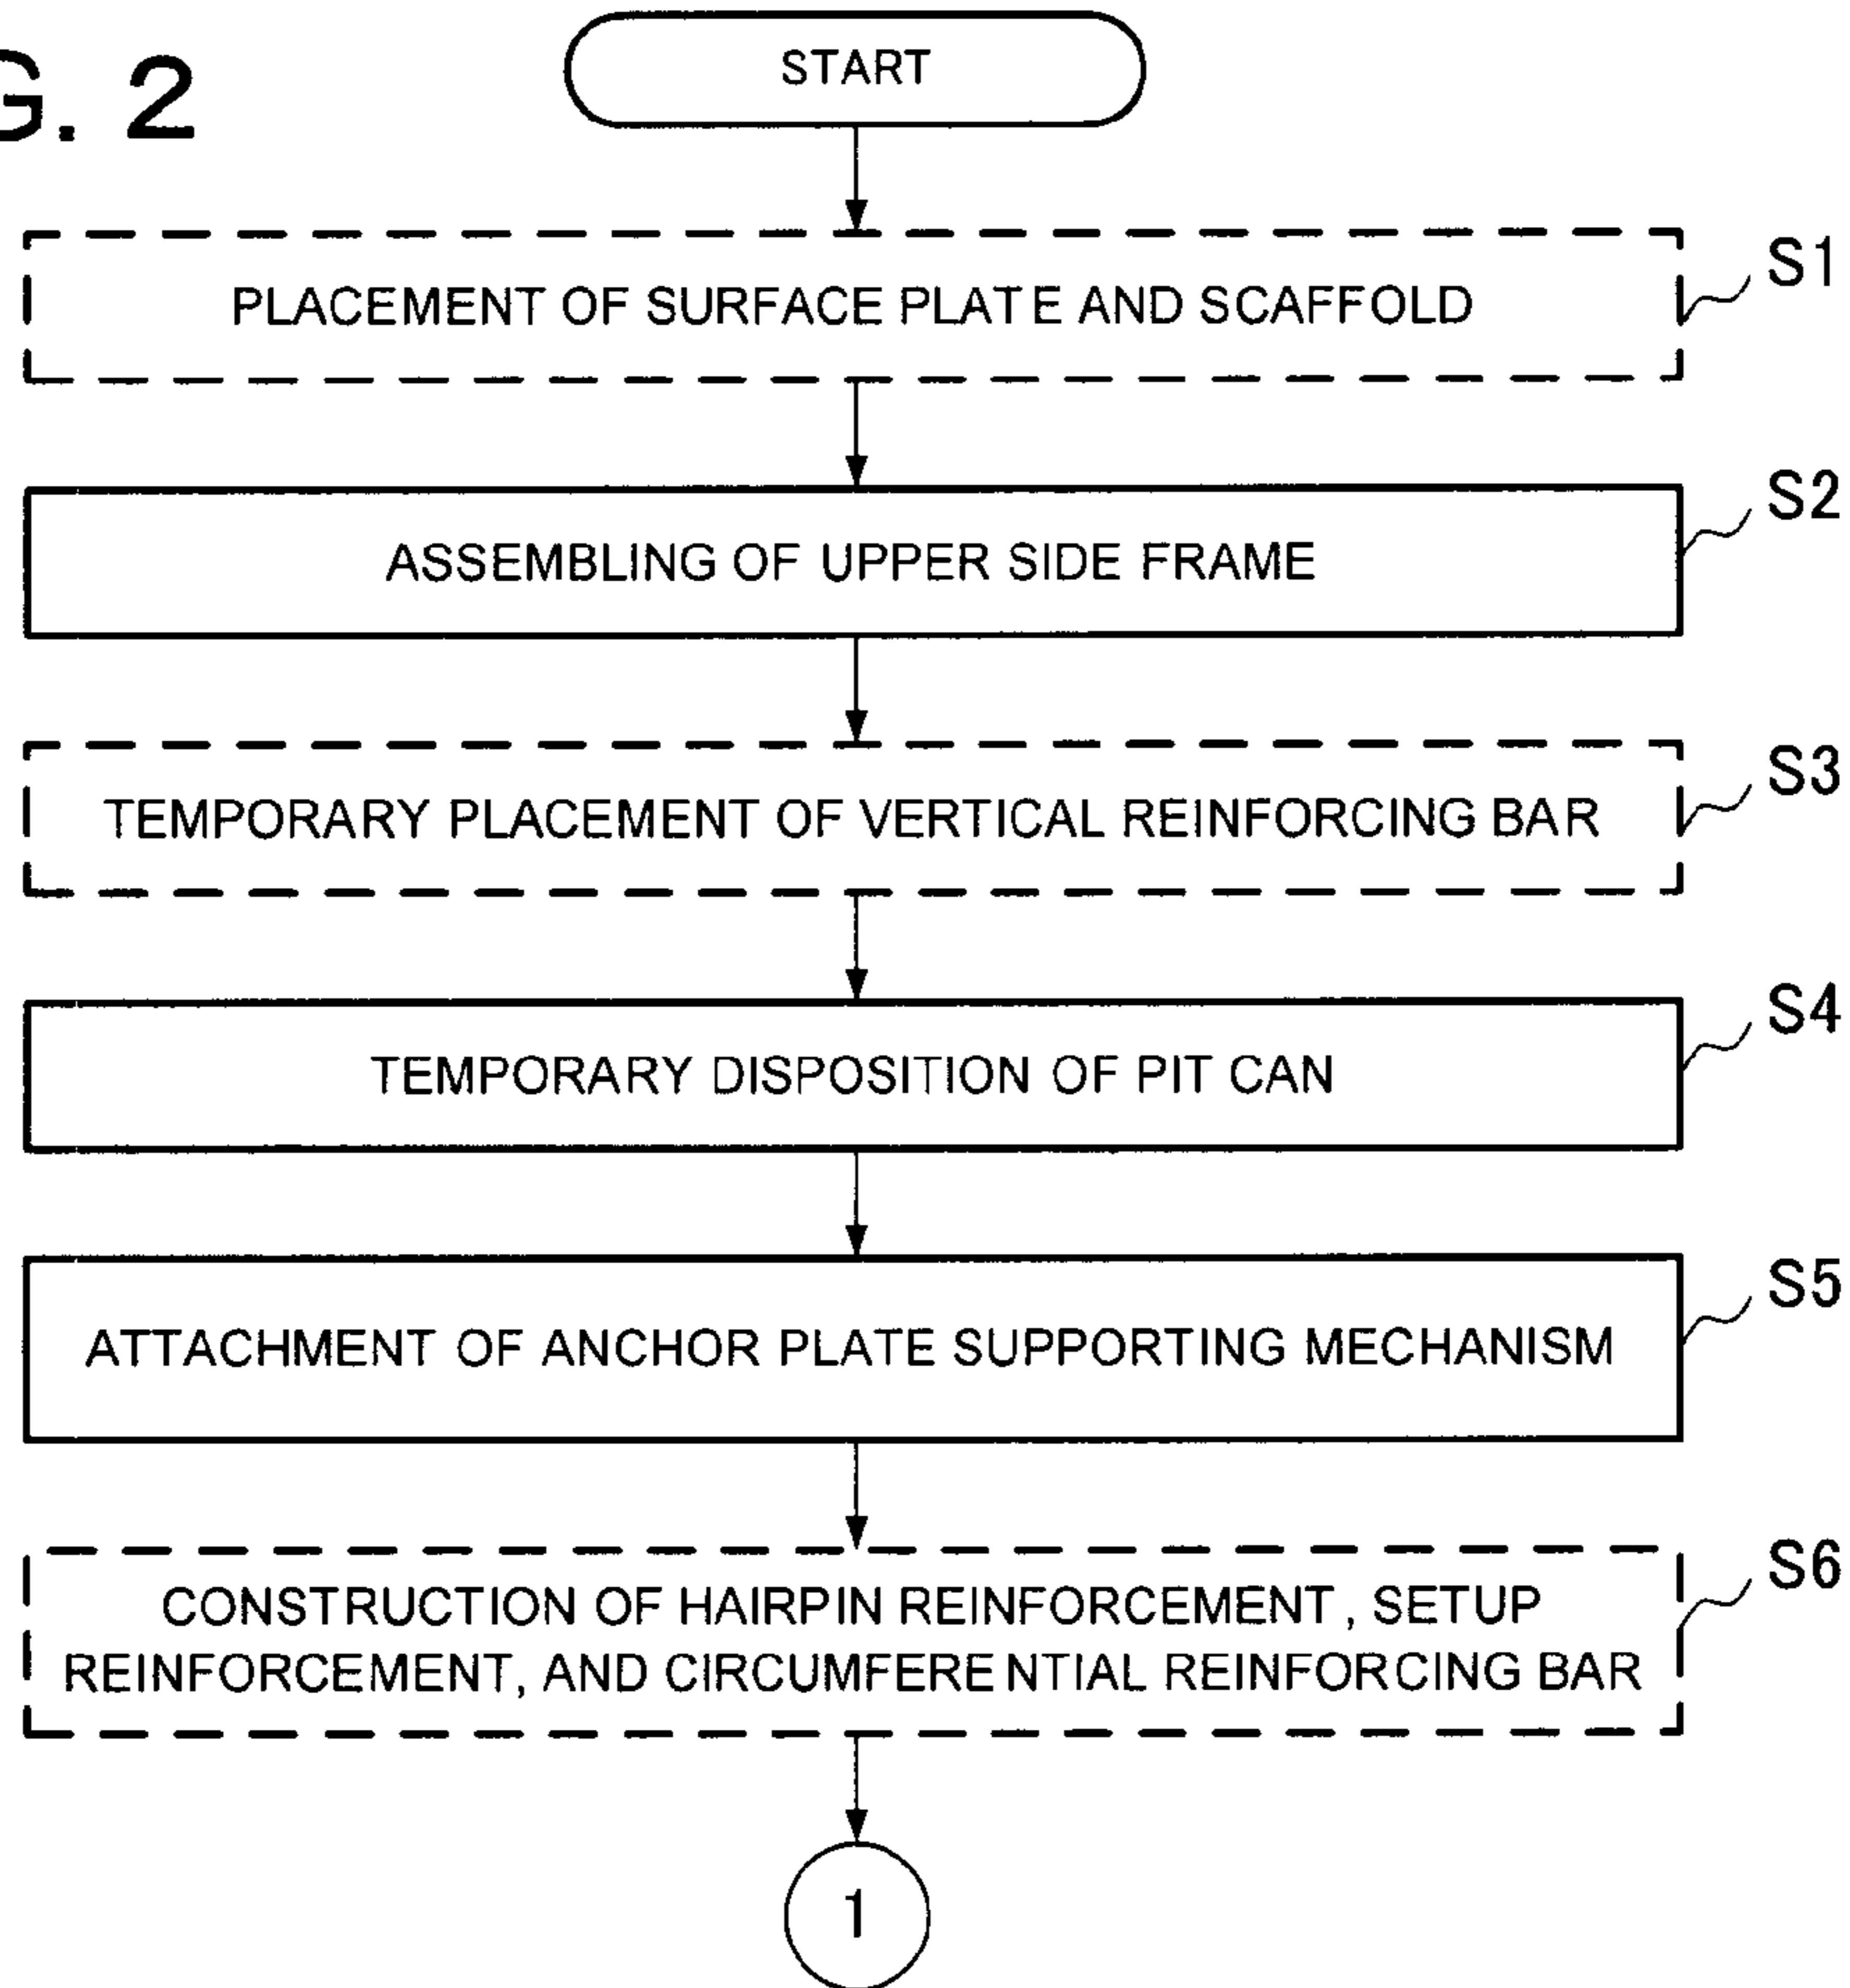 G. 2
START
PLACEMENT OF SURFACE PLATE AND SCAFFOLD
S1
ASSEMBLING OF UPPER SIDE FRAME
S2
TEMPORARY PLACEMENT OF VERTICAL REINFORCING BAR
S3
TEMPORARY DISPOSITION OF PIT CAN
S4
ATTACHMENT OF ANCHOR PLATE SUPPORTING MECHANISM
S5
CONSTRUCTION OF HAIRPIN REINFORCEMENT, SETUP
REINFORCEMENT, AND CIRCUMFERENTIAL REINFORCING BAR
S6
1